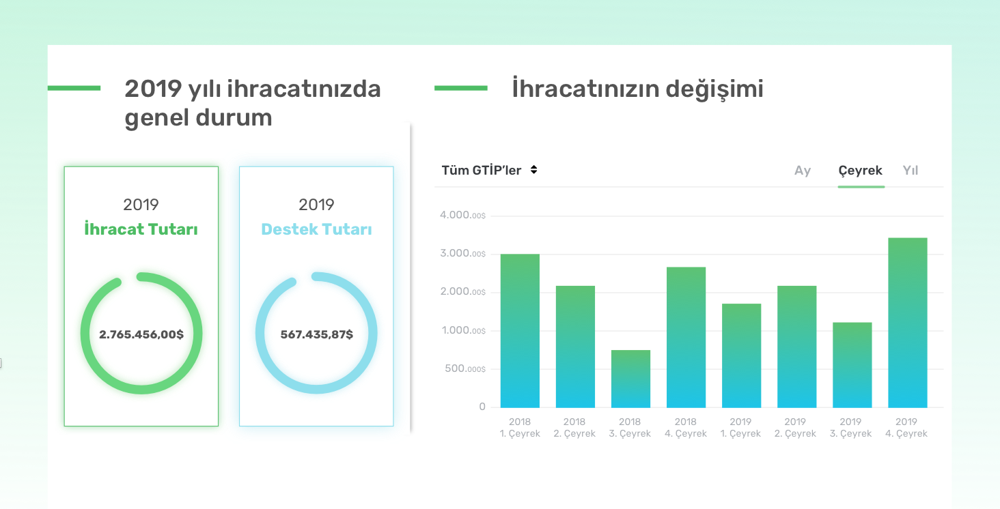 2019 yılı ihracatınızda
genel durum
2019
İhracat Tutarı
2.765.456,00$
2019
Destek Tutarı
567.435,87$
İhracatınızın değişimi
Tüm GTİP’ler
Ay
Çeyrek
Yıl
4.000.00$
3.000.00$
2.000.00$
1.000.00$
500.000$
0
2018
1. Çeyrek
2018
2. Çeyrek
2018
3. Çeyrek
2018
4. Çeyrek
2019
1. Çeyrek
2019
2. Çeyrek
2019
3. Çeyrek
2019
4. Çeyrek